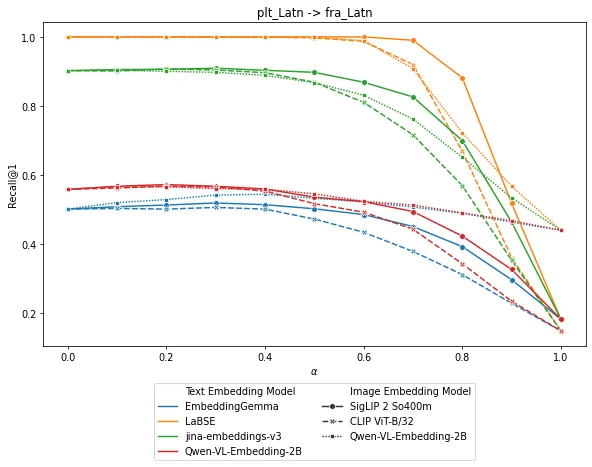 plt_Latn -> fra_Latn
Recall@1
1.0
0.8
0.6
0.4
0.2
0.0 0.2 0.4 0.6 0.8 1.0
α
Text Embedding Model Image Embedding Model
EmbeddingGemma SigLIP 2 So400m
LaBSE CLIP ViT-B/32
jina-embeddings-v3 Qwen-VL-Embedding-2B
Qwen-VL-Embedding-2B